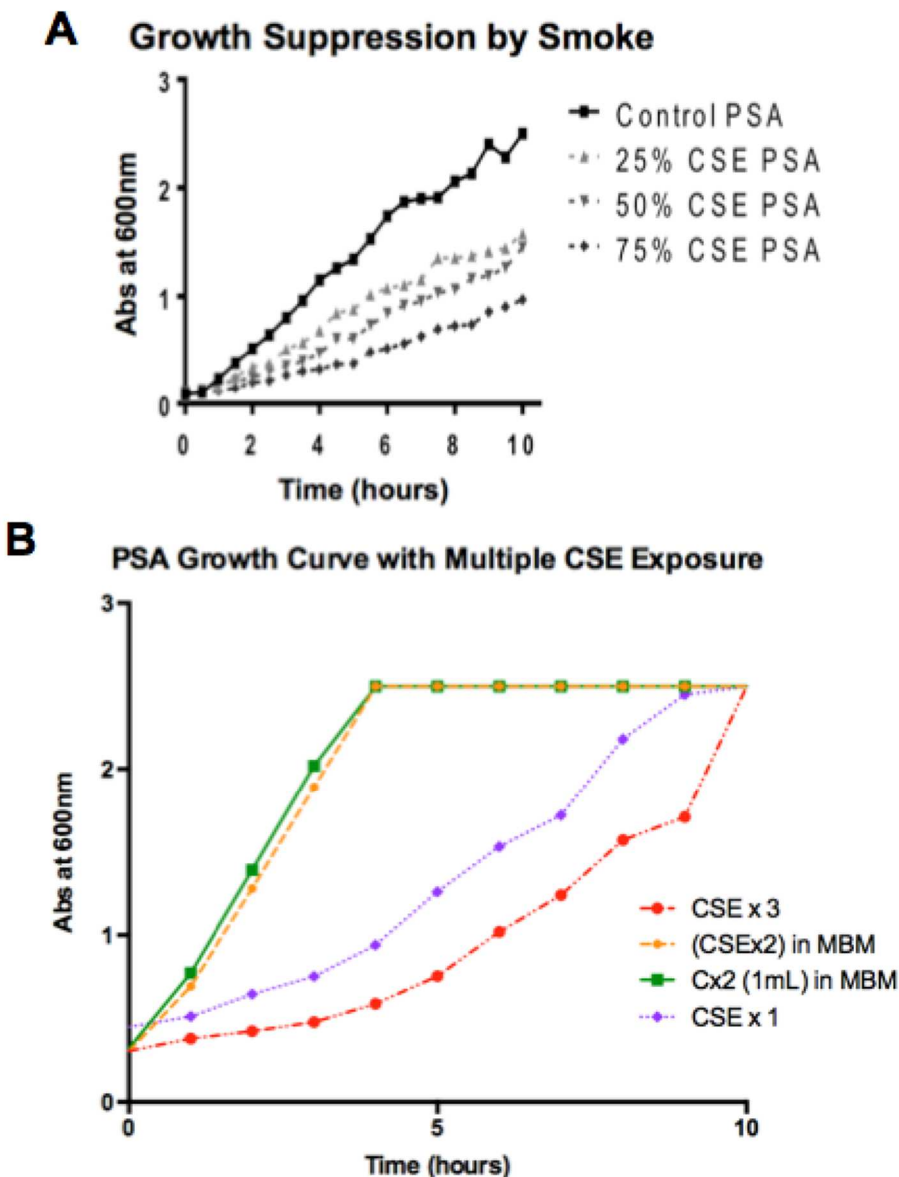 A
Growth Suppression by Smoke
3
2
1
0
Abs at 600nm
0 2 4 6 8 10
Time (hours)
Control PSA
25% CSE PSA
50% CSE PSA
75% CSE PSA
B
PSA Growth Curve with Multiple CSE Exposure
3
2
1
0
Abs at 600nm
0 5 10
Time (hours)
CSE x 3
(CSEx2) in MBM
Cx2 (1mL) in MBM
CSE x 1